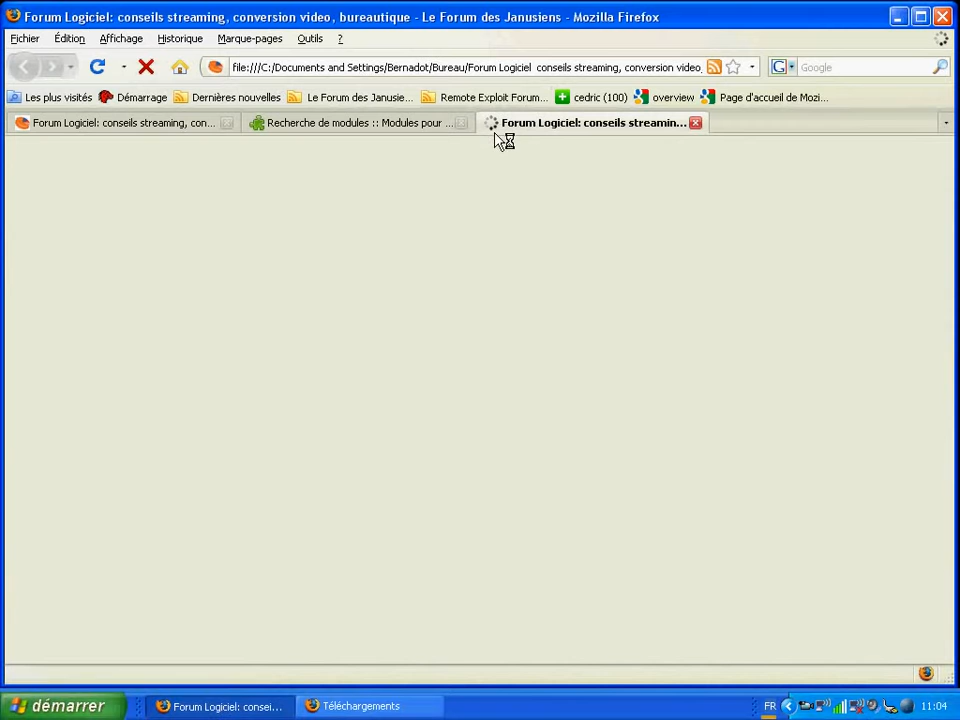 Forum Logiciel: conseils streaming, conversion video, bureautique - Le Forum des Janusiens - Mozilla Firefox
Fichier Édition Affichage Historique Marque-pages Outils ?
file:///C:/Documents and Settings/Bernadot/Bureau/Forum Logiciel conseils streaming, conversion video, Google
Les plus visités Démarrage Dernières nouvelles Le Forum des Janusie... Remote Exploit Forum... cedric (100) overview Page d'accueil de Mozi...
Forum Logiciel: conseils streaming, con... Recherche de modules :: Modules pour ... Forum Logiciel: conseils streamin...
démarrer Forum Logiciel: consei... Téléchargements FR 11:04